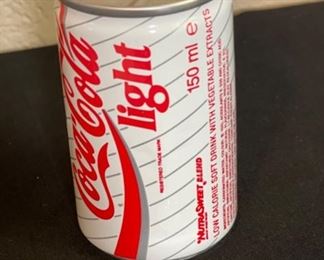 Coca-Cola
light
REGISTERED TRADE MARK
150 ml e
NUTRASWEET BLEND
LOW CALORIE SOFT DRINK WITH VEGETABLE EXTRACTS